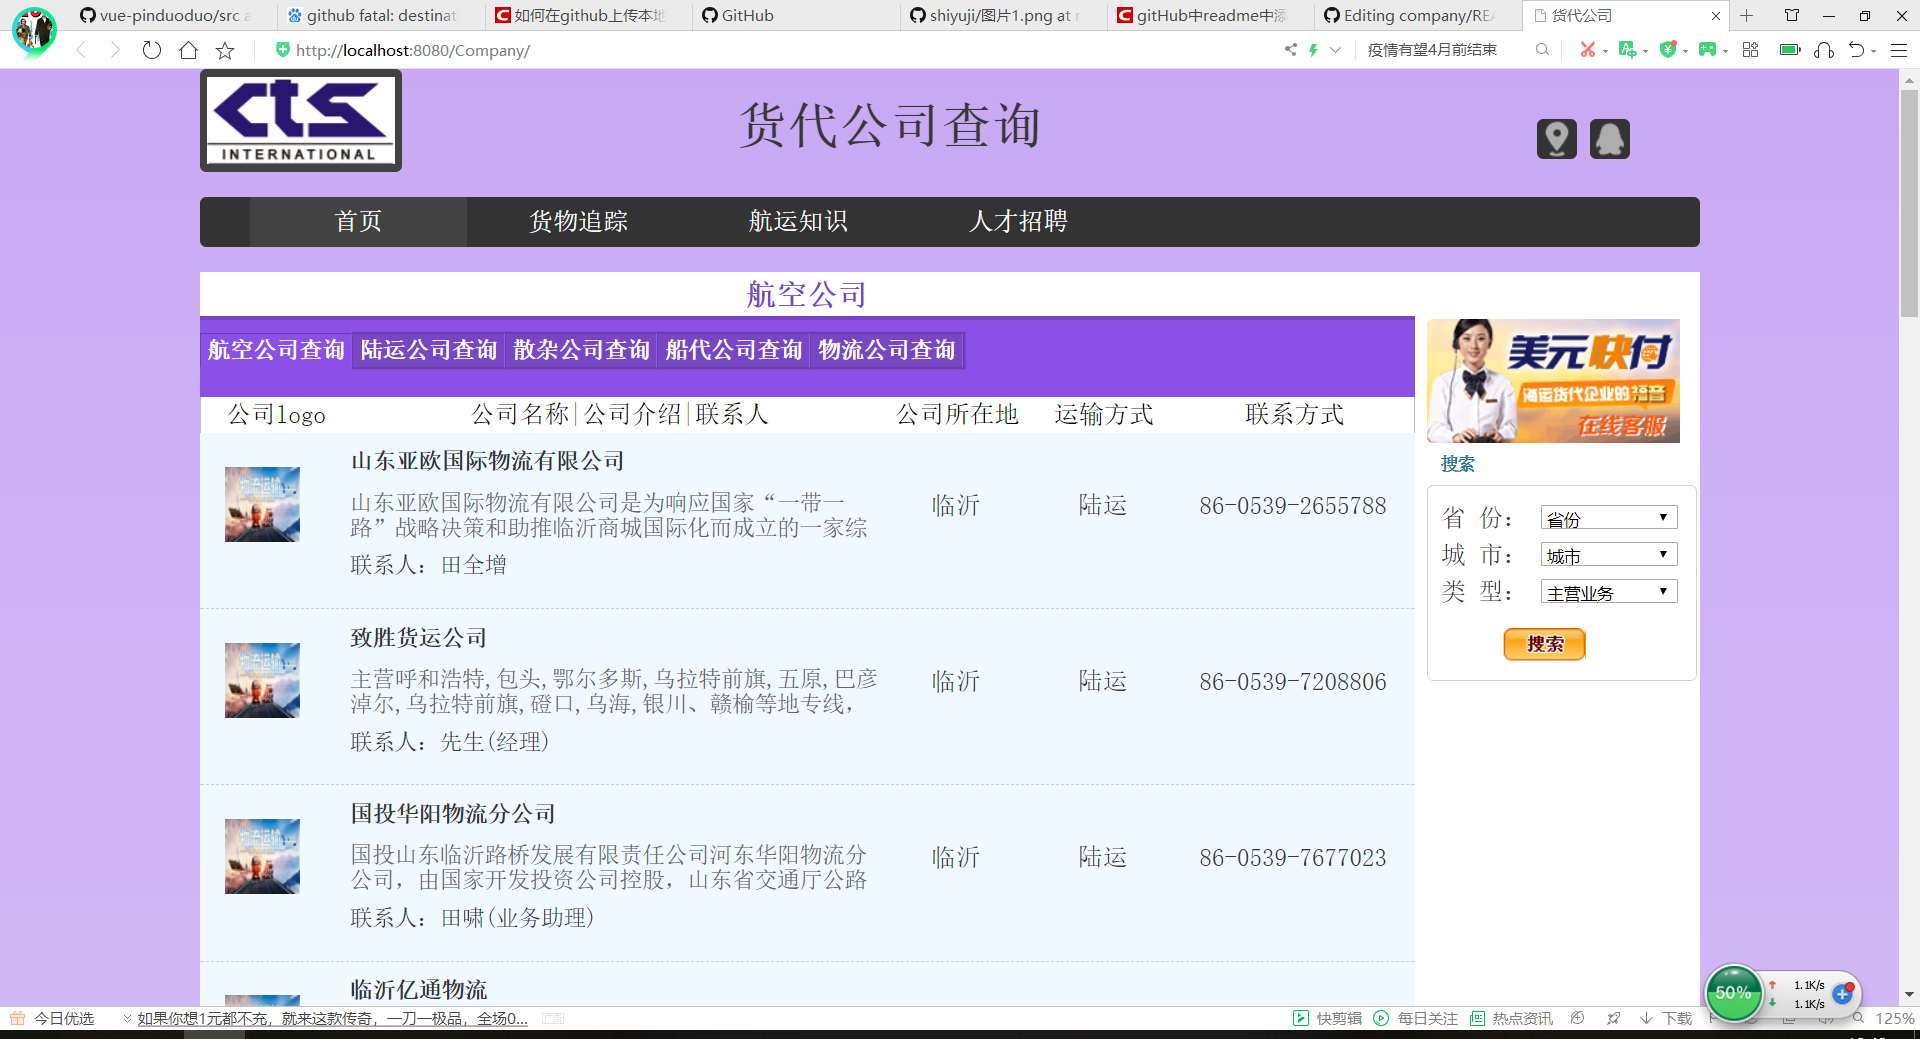 vue-pinduoduo/src a
github fatal: destinat
如何在github上传本地
GitHub
shiyuji/图片1.png at r
gitHub中readme中添
Editing company/REA
货代公司
http://localhost:8080/Company/
疫情有望4月前结束
cts
INTERNATIONAL
货代公司查询
首页 货物追踪 航运知识 人才招聘
航空公司
航空公司查询 陆运公司查询 散杂公司查询 船代公司查询 物流公司查询
公司logo 公司名称|公司介绍|联系人 公司所在地 运输方式 联系方式
山东亚欧国际物流有限公司
山东亚欧国际物流有限公司是为响应国家“一带一
路”战略决策和助推临沂商城国际化而成立的一家综
联系人：田全增
临沂 陆运 86-0539-2655788
物流运输
致胜货运公司
主营呼和浩特,包头,鄂尔多斯,乌拉特前旗,五原,巴彦
淖尔,乌拉特前旗,磴口,乌海,银川、赣榆等地专线，
联系人：先生(经理)
临沂 陆运 86-0539-7208806
物流运输
国投华阳物流分公司
国投山东临沂路桥发展有限责任公司河东华阳物流分
公司，由国家开发投资公司控股，山东省交通厅公路
联系人：田啸(业务助理)
临沂 陆运 86-0539-7677023
物流运输
临沂亿通物流
美元快付
海运货代企业的福音
在线客服
搜索
省 份： 省份
城 市： 城市
类 型： 主营业务
搜索
50%
1.1K/s
1.1K/s
今日优选
如果你想1元都不充，就来这款传奇，一刀一极品，全场0...
广告
快剪辑
每日关注
热点资讯
下载
125%